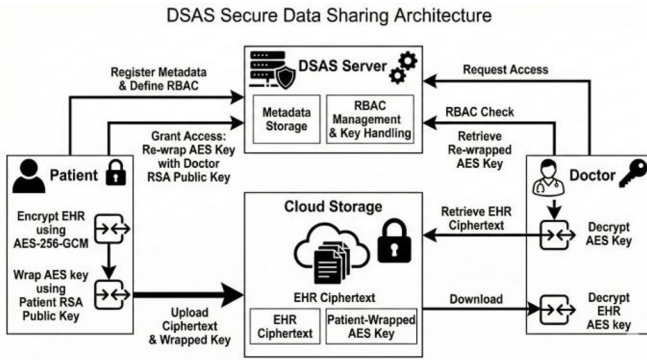 DSAS Secure Data Sharing Architecture
Register Metadata
& Define RBAC
DSAS Server
Request Access
Metadata
Storage
RBAC
Management
& Key Handling
Grant Access:
Re-wrap AES Key
with Doctor
RSA Public Key
RBAC Check
Retrieve
Re-wrapped
AES Key
Patient
Encrypt EHR
using
AES-256-GCM
Wrap AES key
using
Patient RSA
Public Key
Upload
Ciphertext
& Wrapped Key
Cloud Storage
EHR Ciphertext
EHR
Ciphertext
Patient-Wrapped
AES Key
Retrieve EHR
Ciphertext
Download
Doctor
Decrypt
AES Key
Decrypt
EHR
AES key